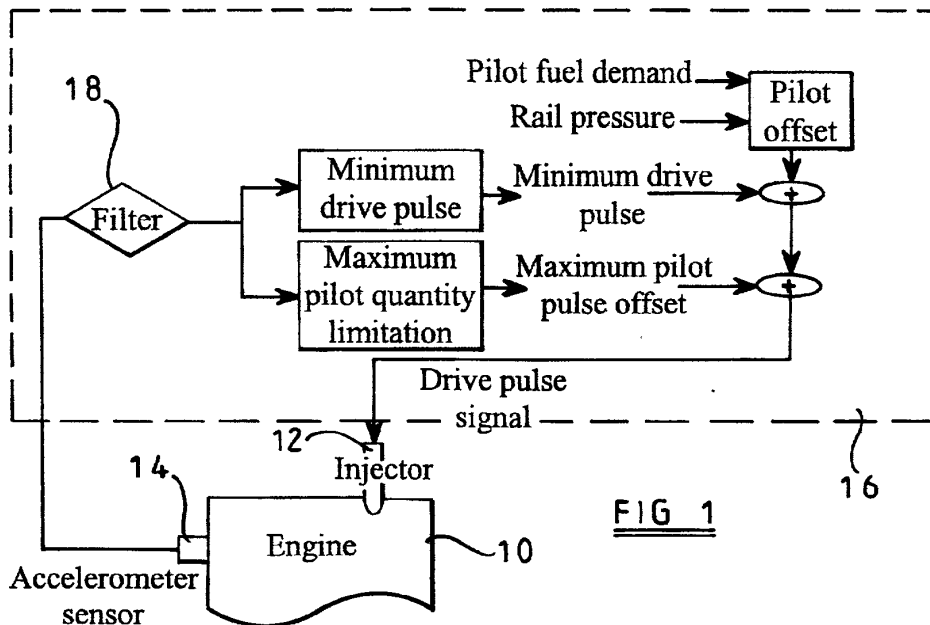 18
Pilot fuel demand
Rail pressure
Pilot
offset
Filter
Minimum
drive pulse
Minimum drive
pulse
+
Maximum
pilot quantity
limitation
Maximum pilot
pulse offset
+
Drive pulse
signal
12
Injector
14
16
Engine
10
FIG 1
Accelerometer
sensor